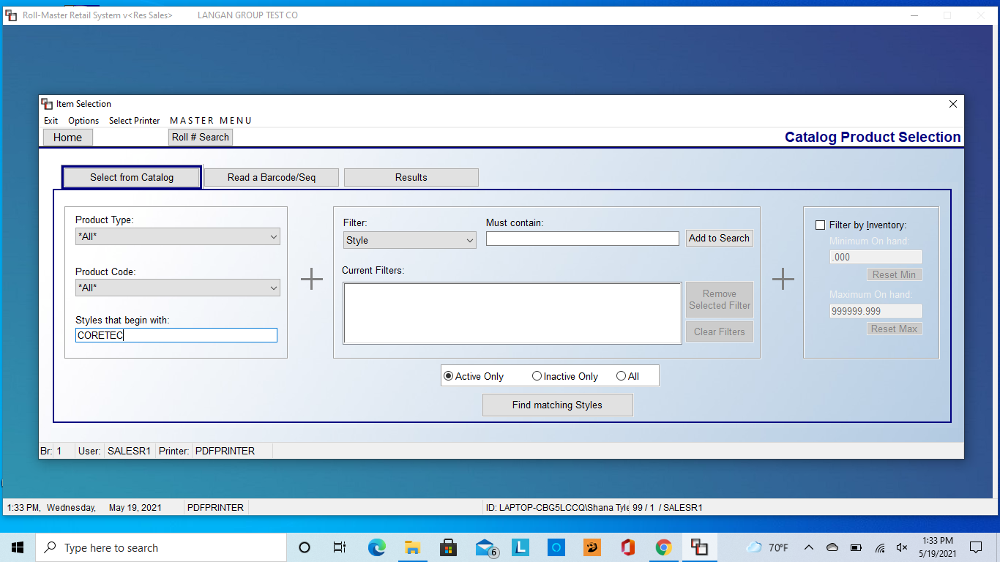 Roll-Master Retail System v<Res Sales> LANGAN GROUP TEST CO
Item Selection
Exit Options Select Printer M A S T E R M E N U
Home Roll # Search Catalog Product Selection
Select from Catalog Read a Barcode/Seq Results
Product Type:
*All*
Product Code:
*All*
Styles that begin with:
CORETEC
Filter: Must contain:
Style Add to Search
Current Filters:
Remove
Selected Filter
Clear Filters
Filter by Inventory:
Minimum On hand:
.000
Reset Min
Maximum On hand:
999999.999
Reset Max
Active Only Inactive Only All
Find matching Styles
Br: 1 User: SALESR1 Printer: PDFPRINTER
1:33 PM, Wednesday, May 19, 2021 PDFPRINTER ID: LAPTOP-CBG5LCCQ\Shana Tyle 99 / 1 / SALESR1
Type here to search 6 L 70°F 1:33 PM
5/19/2021